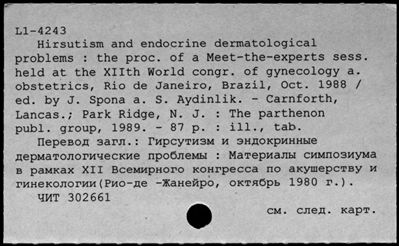 L1-4243
Hirsutism and endocrine dermatological
problems : the proc. of a Meet-the-experts sess.
held at the XIIth World congr. of gynecology a.
obstetrics, Rio de Janeiro, Brazil, Oct. 1988 /
ed. by J. Spona a. S. Aydinlik. - Carnforth,
Lancas.; Park Ridge, N. J. : The parthenon
publ. group, 1989. - 87 p. : ill., tab.
Перевод загл.: Гирсутизм и эндокринные
дерматологические проблемы : Материалы симпозиума
в рамках XII Всемирного конгресса по акушерству и
гинекологии(Рио-де -Жанейро, октябрь 1980 г.).
ЧИТ 302661
см. след. карт.